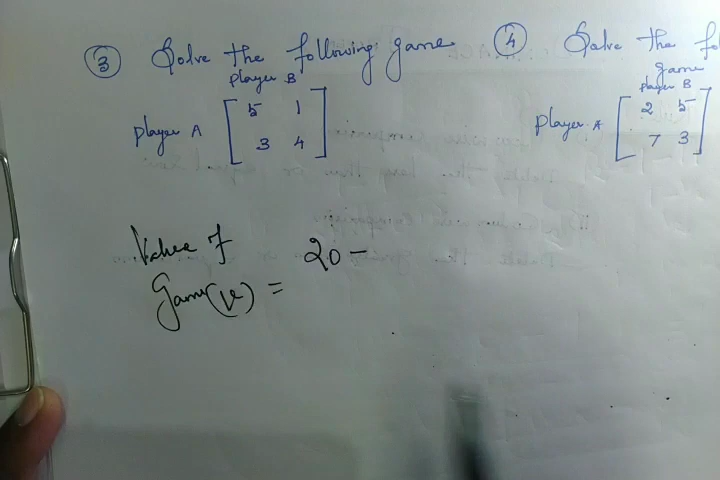 ③ Solve the following game
player B
player A [ 5 1
3 4 ]
④ Solve the fo
game
player B
player A [ 2 5
7 3 ]
Value of 20 -
Game(V) =